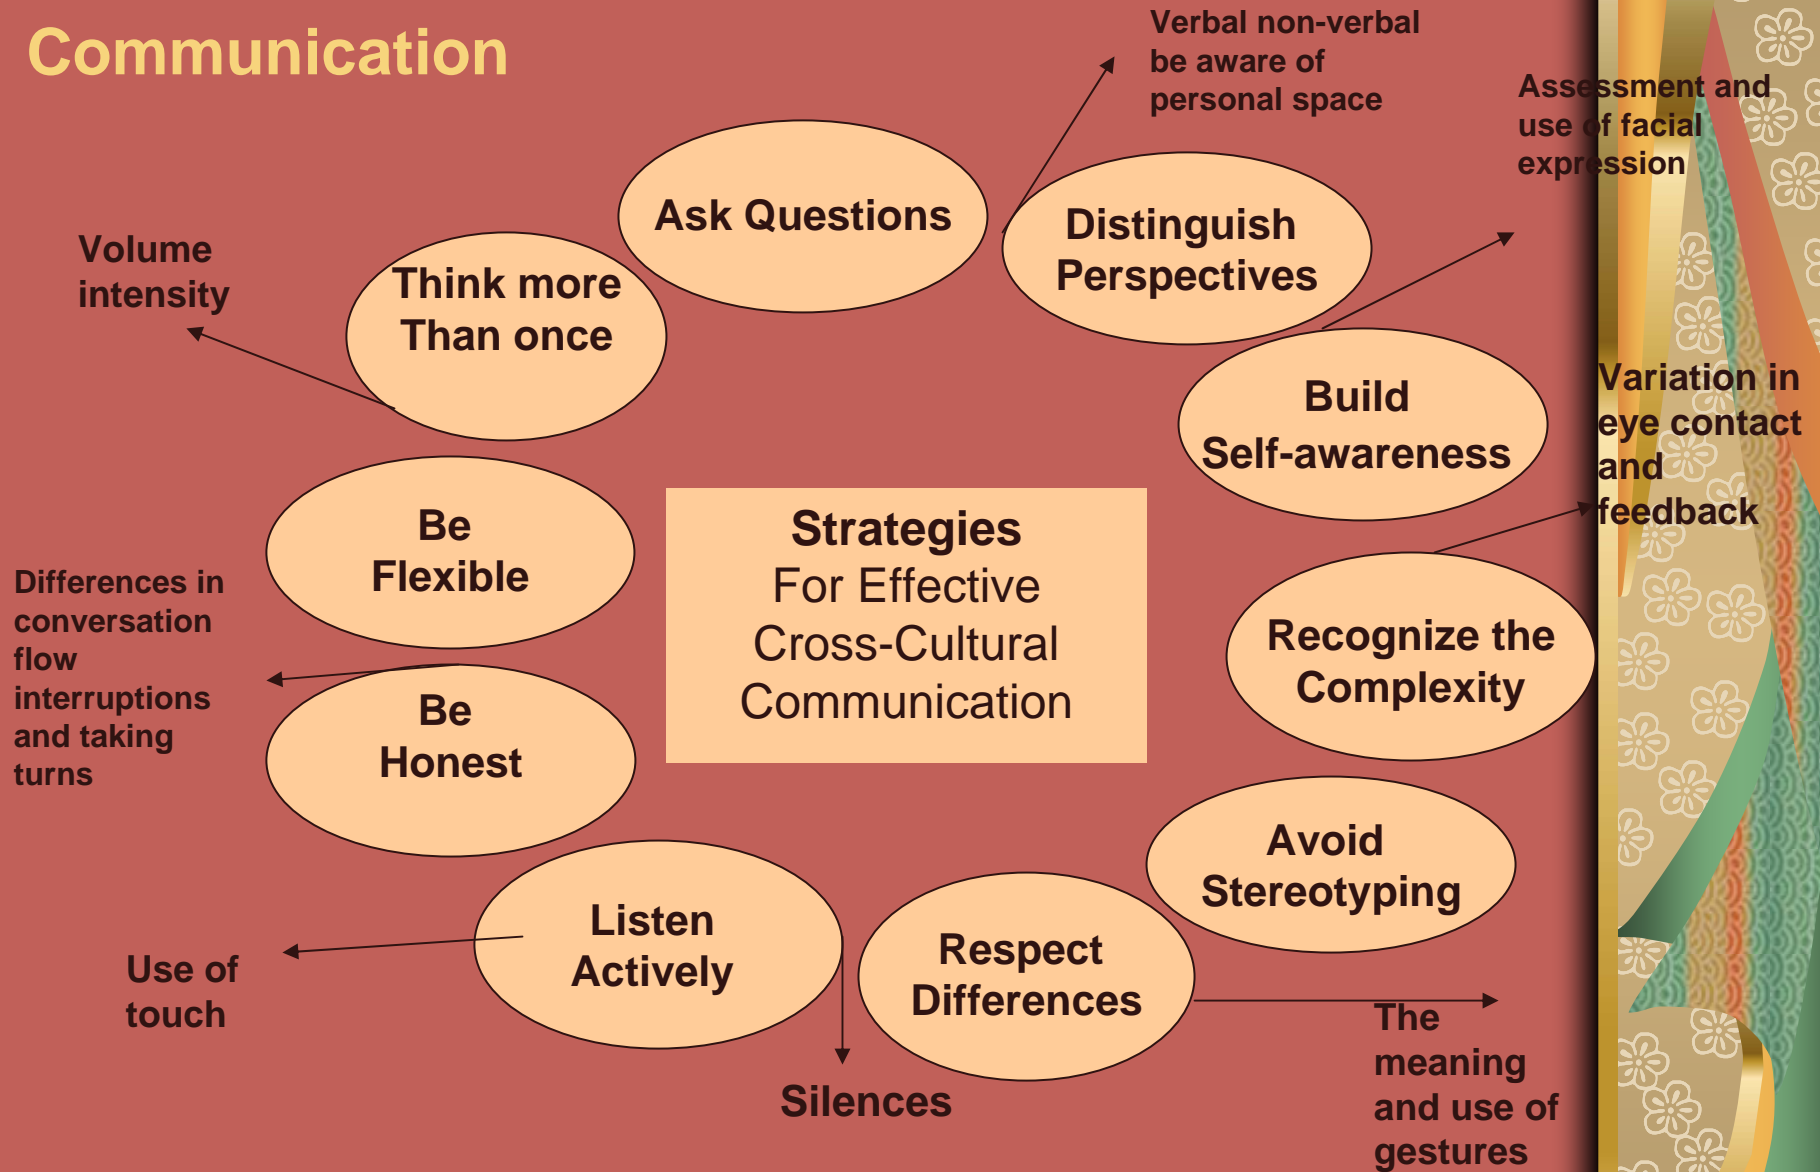 Communication
Verbal non-verbal
be aware of
personal space
Assessment and
use of facial
expression
Ask Questions
Distinguish
Perspectives
Volume
intensity
Think more
Than once
Build
Self-awareness
Variation in
eye contact
and
feedback
Be
Flexible
Strategies
For Effective
Cross-Cultural
Communication
Differences in
conversation
flow
interruptions
and taking
turns
Recognize the
Complexity
Be
Honest
Avoid
Stereotyping
Listen
Actively
Respect
Differences
Use of
touch
Silences
The
meaning
and use of
gestures